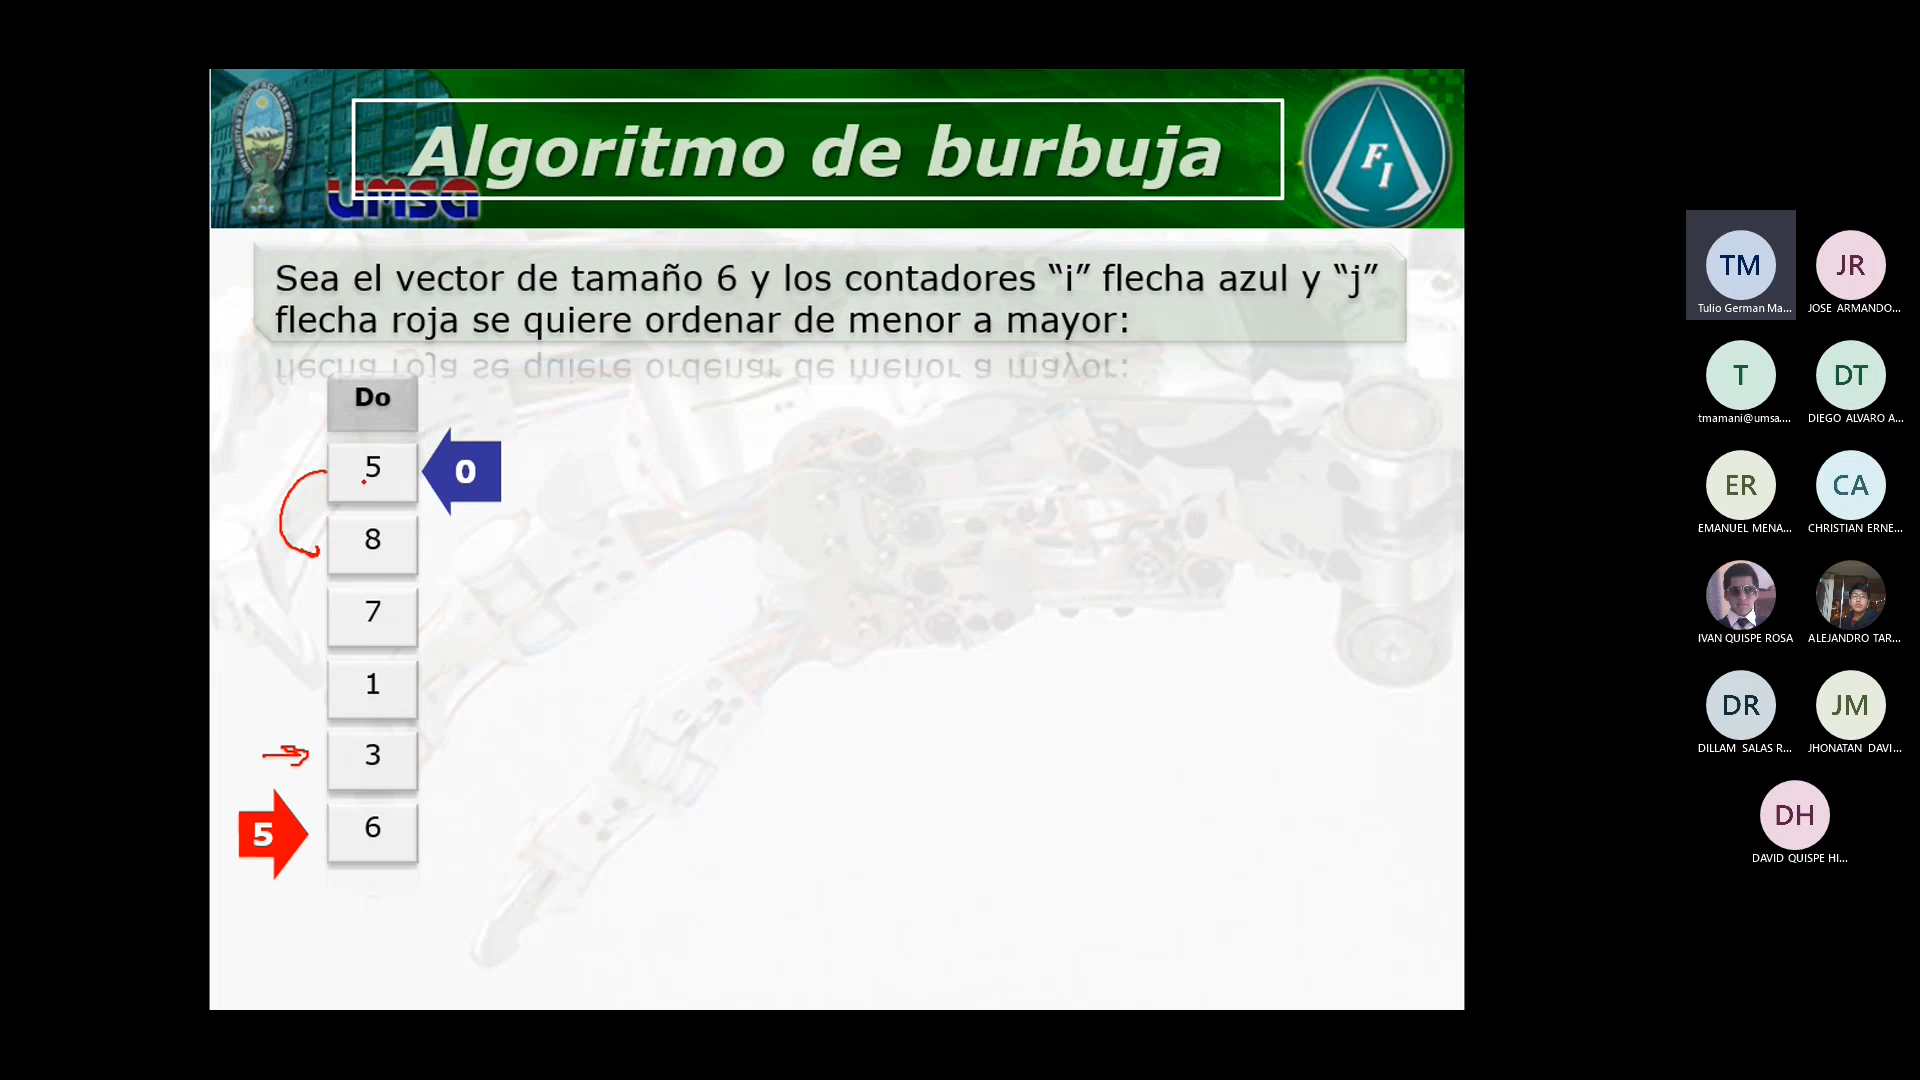 Algoritmo de burbuja
umsa
FI
Sea el vector de tamaño 6 y los contadores “i” flecha azul y “j”
flecha roja se quiere ordenar de menor a mayor:
Do
5
0
8
7
1
3
5
6
TM
Tulio German Ma...
JR
JOSE ARMANDO...
T
tmamani@umsa....
DT
DIEGO ALVARO A...
ER
EMANUEL MENA...
CA
CHRISTIAN ERNE...
IVAN QUISPE ROSA
ALEJANDRO TAR...
DR
DILLAM SALAS R...
JM
JHONATAN DAVI...
DH
DAVID QUISPE HI...